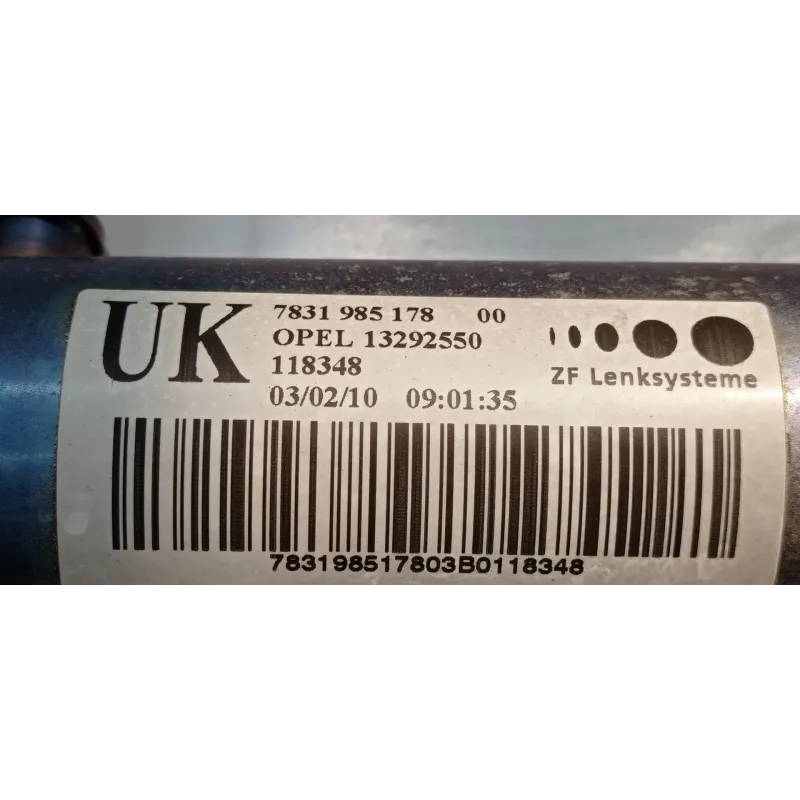 UK
7831 985 178 00
OPEL 13292550
118348
03/02/10 09:01:35
ZF Lenksysteme
783198517803B0118348